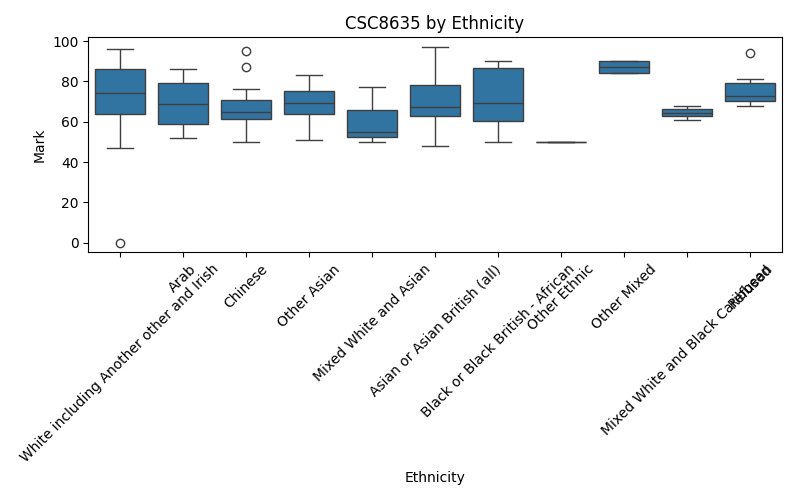 CSC8635 by Ethnicity
100
80
60
40
20
0
Mark
White including Another other and Irish
Arab
Chinese
Other Asian
Mixed White and Asian
Asian or Asian British (all)
Black or Black British - African
Other Ethnic
Other Mixed
Mixed White and Black Caribbean
Refused
Ethnicity